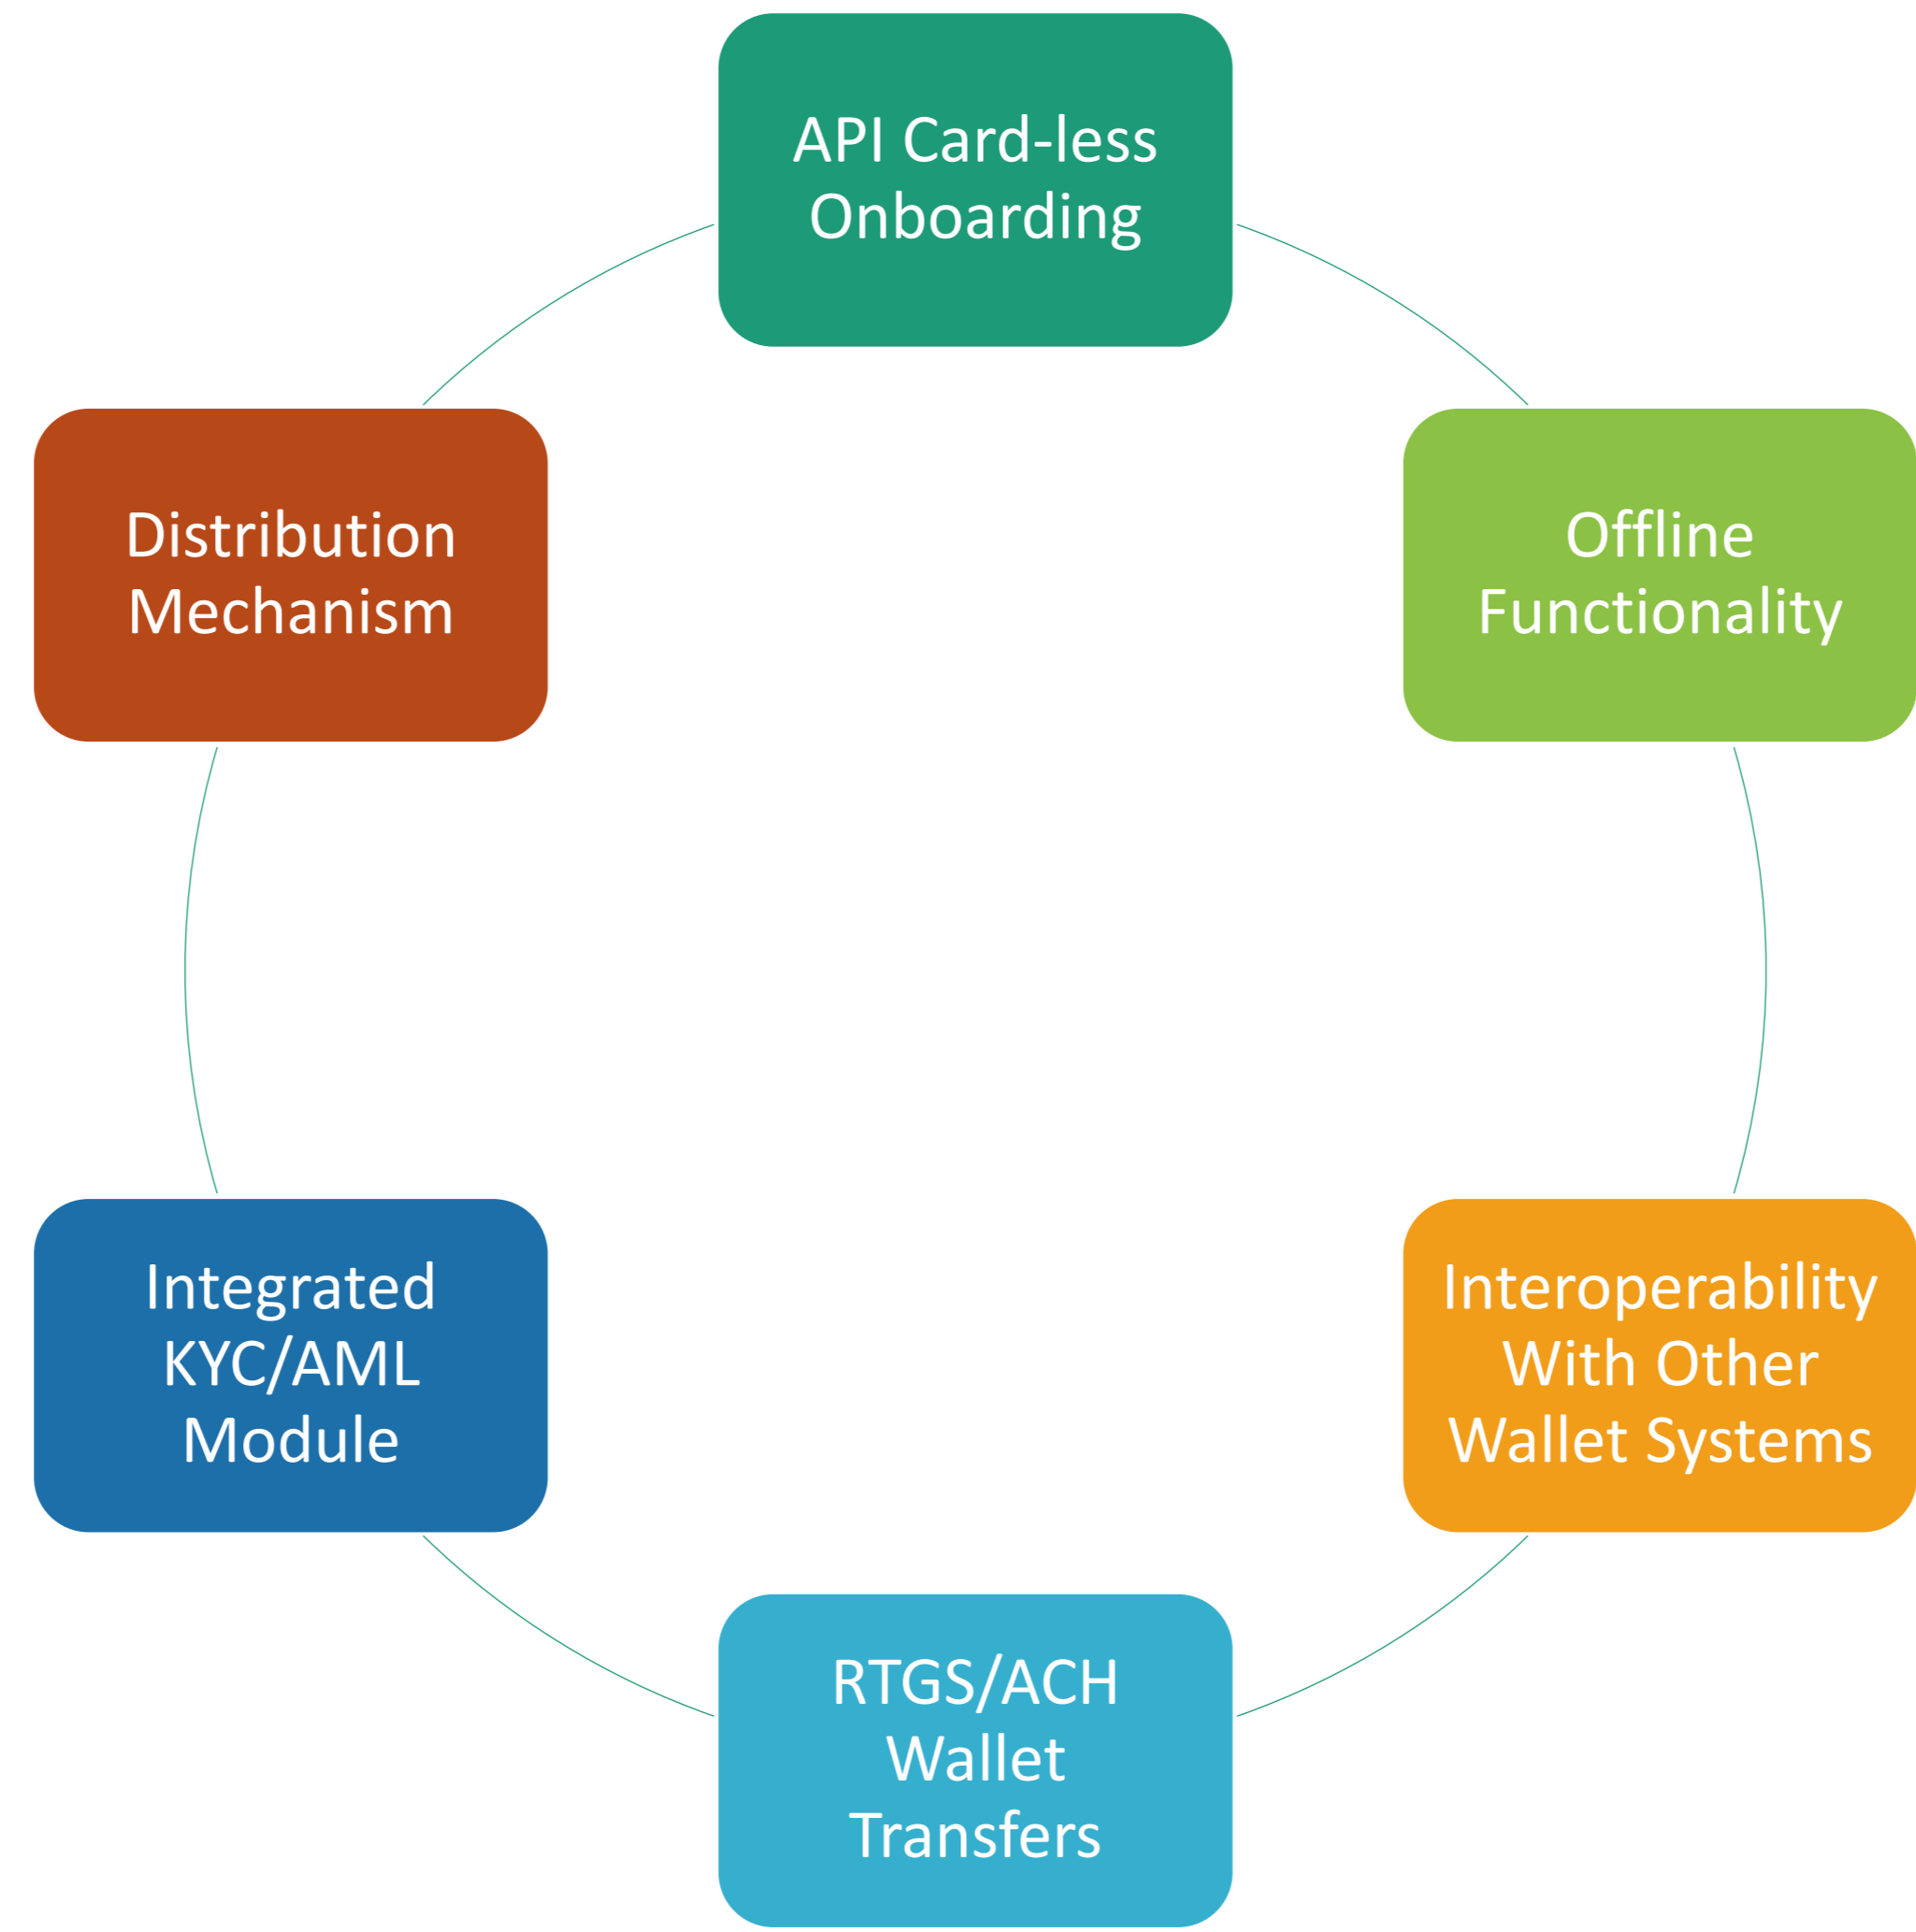 API Card-less
Onboarding
Offline
Functionality
Interoperability
With Other
Wallet Systems
RTGS/ACH
Wallet
Transfers
Integrated
KYC/AML
Module
Distribution
Mechanism